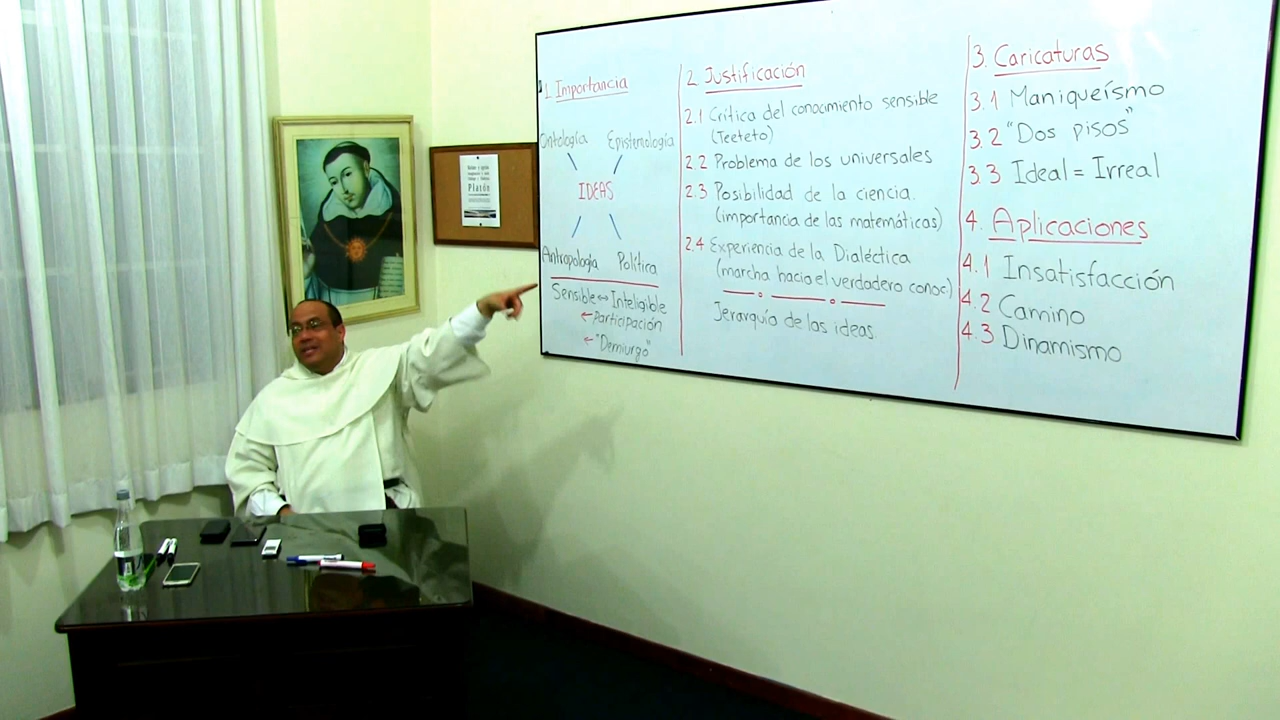 Platón
1. Importancia
Ontología Epistemología
IDEAS
Antropología Política
Sensible ↔ Inteligible
← Participación
← "Demiurgo"
2. Justificación
2.1 Crítica del conocimiento sensible
(Teeteto)
2.2 Problema de los universales
2.3 Posibilidad de la ciencia.
(importancia de las matemáticas)
2.4 Experiencia de la Dialéctica
(marcha hacia el verdadero conoc)
Jerarquía de las ideas.
3. Caricaturas
3.1 Maniqueísmo
3.2 "Dos pisos"
3.3 Ideal = Irreal
4. Aplicaciones
4.1 Insatisfacción
4.2 Camino
4.3 Dinamismo